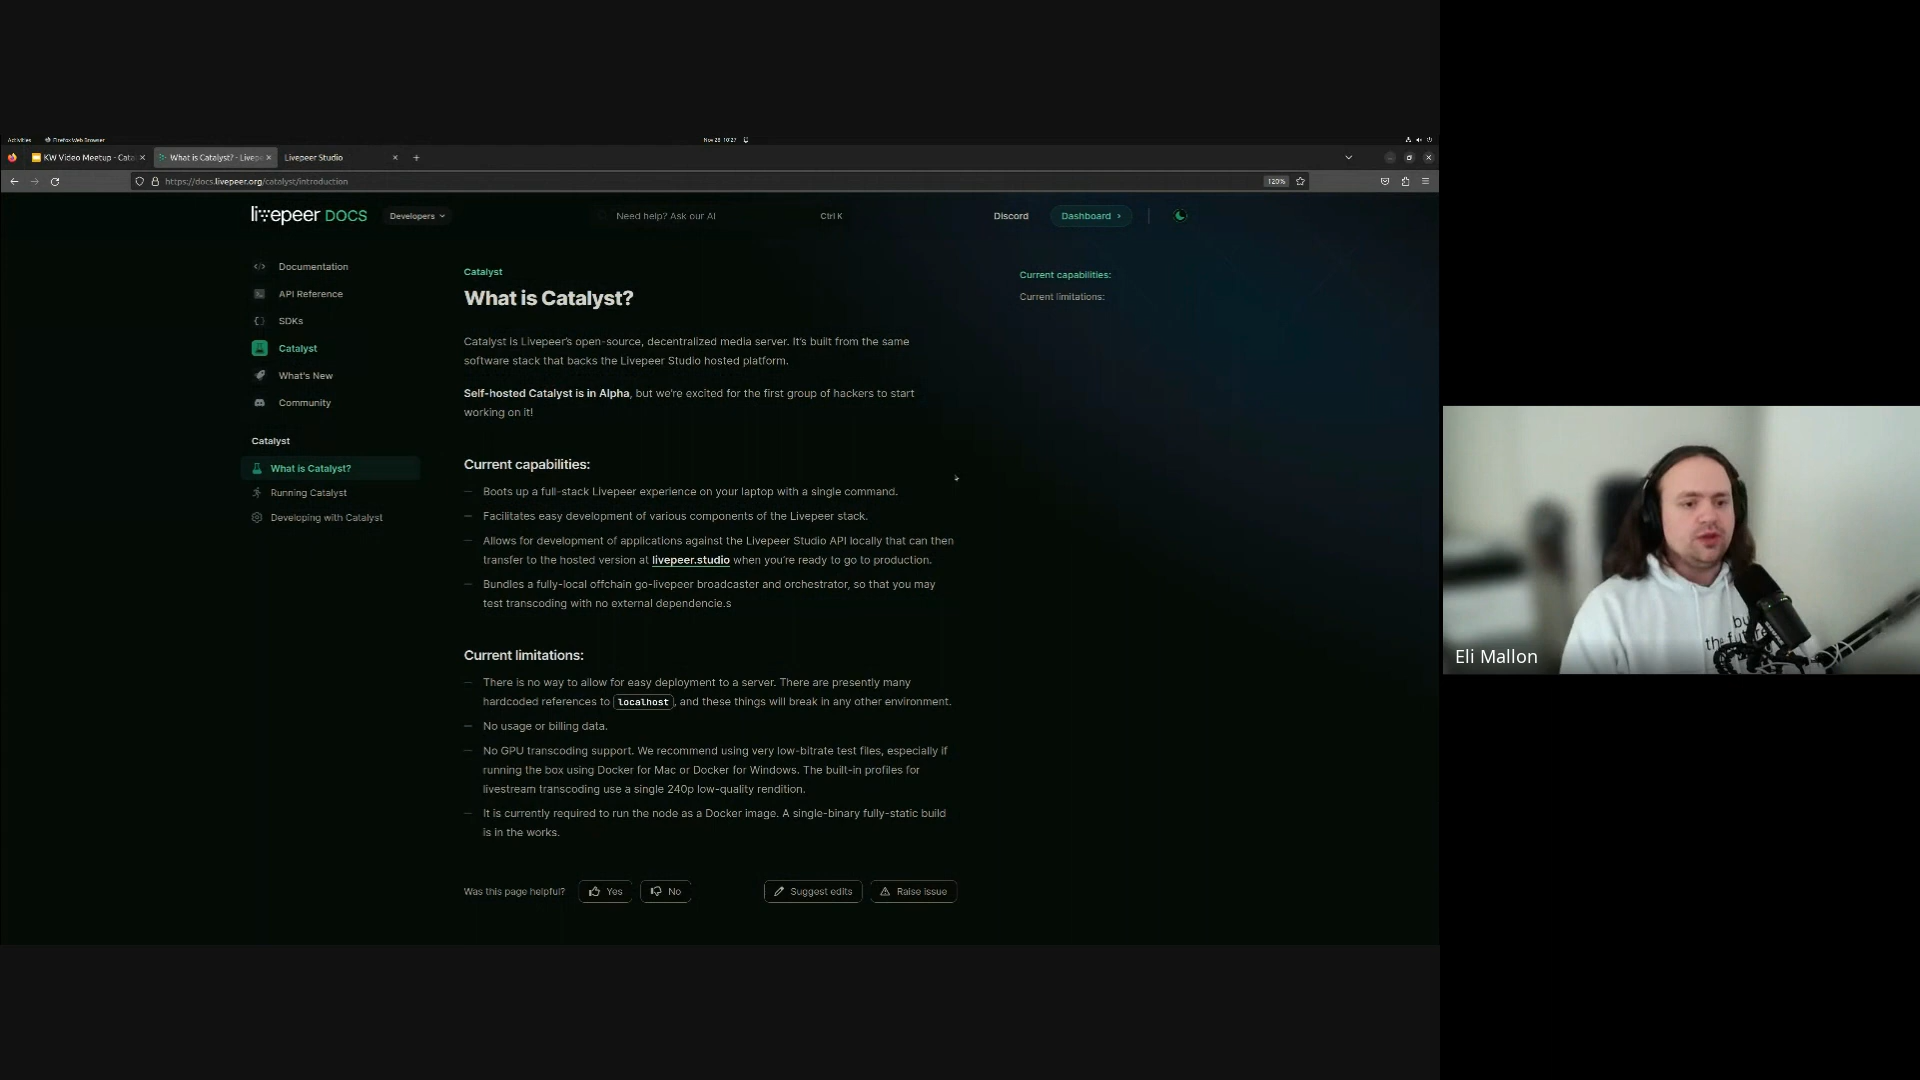 Activities
Firefox Web Browser
Nov 28 10:27
KW Video Meetup - Cata
What is Catalyst? - Livepe
Livepeer Studio
https://docs.livepeer.org/catalyst/introduction
120%
livepeer DOCS
Developers
Need help? Ask our AI
Ctrl K
Discord
Dashboard
Documentation
API Reference
SDKs
Catalyst
What's New
Community
Catalyst
What is Catalyst?
Running Catalyst
Developing with Catalyst
Catalyst
What is Catalyst?
Catalyst is Livepeer's open-source, decentralized media server. It's built from the same
software stack that backs the Livepeer Studio hosted platform.
Self-hosted Catalyst is in Alpha, but we're excited for the first group of hackers to start
working on it!
Current capabilities:
Boots up a full-stack Livepeer experience on your laptop with a single command.
Facilitates easy development of various components of the Livepeer stack.
Allows for development of applications against the Livepeer Studio API locally that can then
transfer to the hosted version at livepeer.studio when you're ready to go to production.
Bundles a fully-local offchain go-livepeer broadcaster and orchestrator, so that you may
test transcoding with no external dependencie.s
Current limitations:
There is no way to allow for easy deployment to a server. There are presently many
hardcoded references to localhost, and these things will break in any other environment.
No usage or billing data.
No GPU transcoding support. We recommend using very low-bitrate test files, especially if
running the box using Docker for Mac or Docker for Windows. The built-in profiles for
livestream transcoding use a single 240p low-quality rendition.
It is currently required to run the node as a Docker image. A single-binary fully-static build
is in the works.
Was this page helpful?
Yes
No
Suggest edits
Raise issue
Current capabilities:
Current limitations:
bu
the future
Eli Mallon